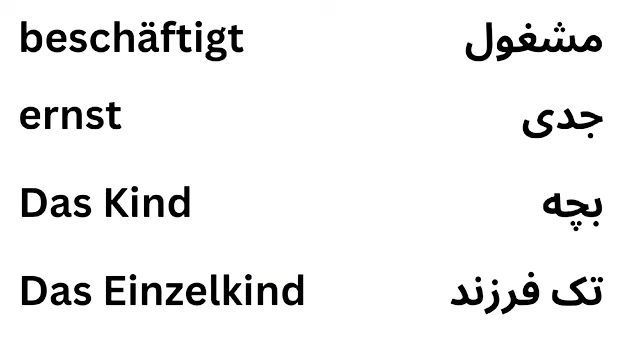 beschäftigt مشغول
ernst جدی
Das Kind بچه
Das Einzelkind تک فرزند